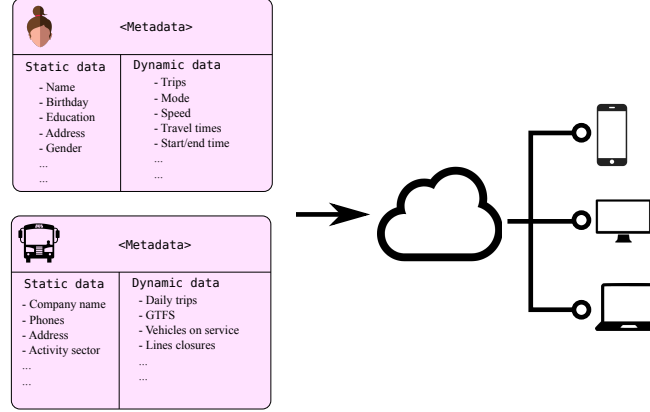 <Metadata>
Static data
- Name
- Birthday
- Education
- Address
- Gender
...
...
Dynamic data
- Trips
- Mode
- Speed
- Travel times
- Start/end time
...
...
<Metadata>
Static data
- Company name
- Phones
- Address
- Activity sector
...
...
Dynamic data
- Daily trips
- GTFS
- Vehicles on service
- Lines closures
...
...